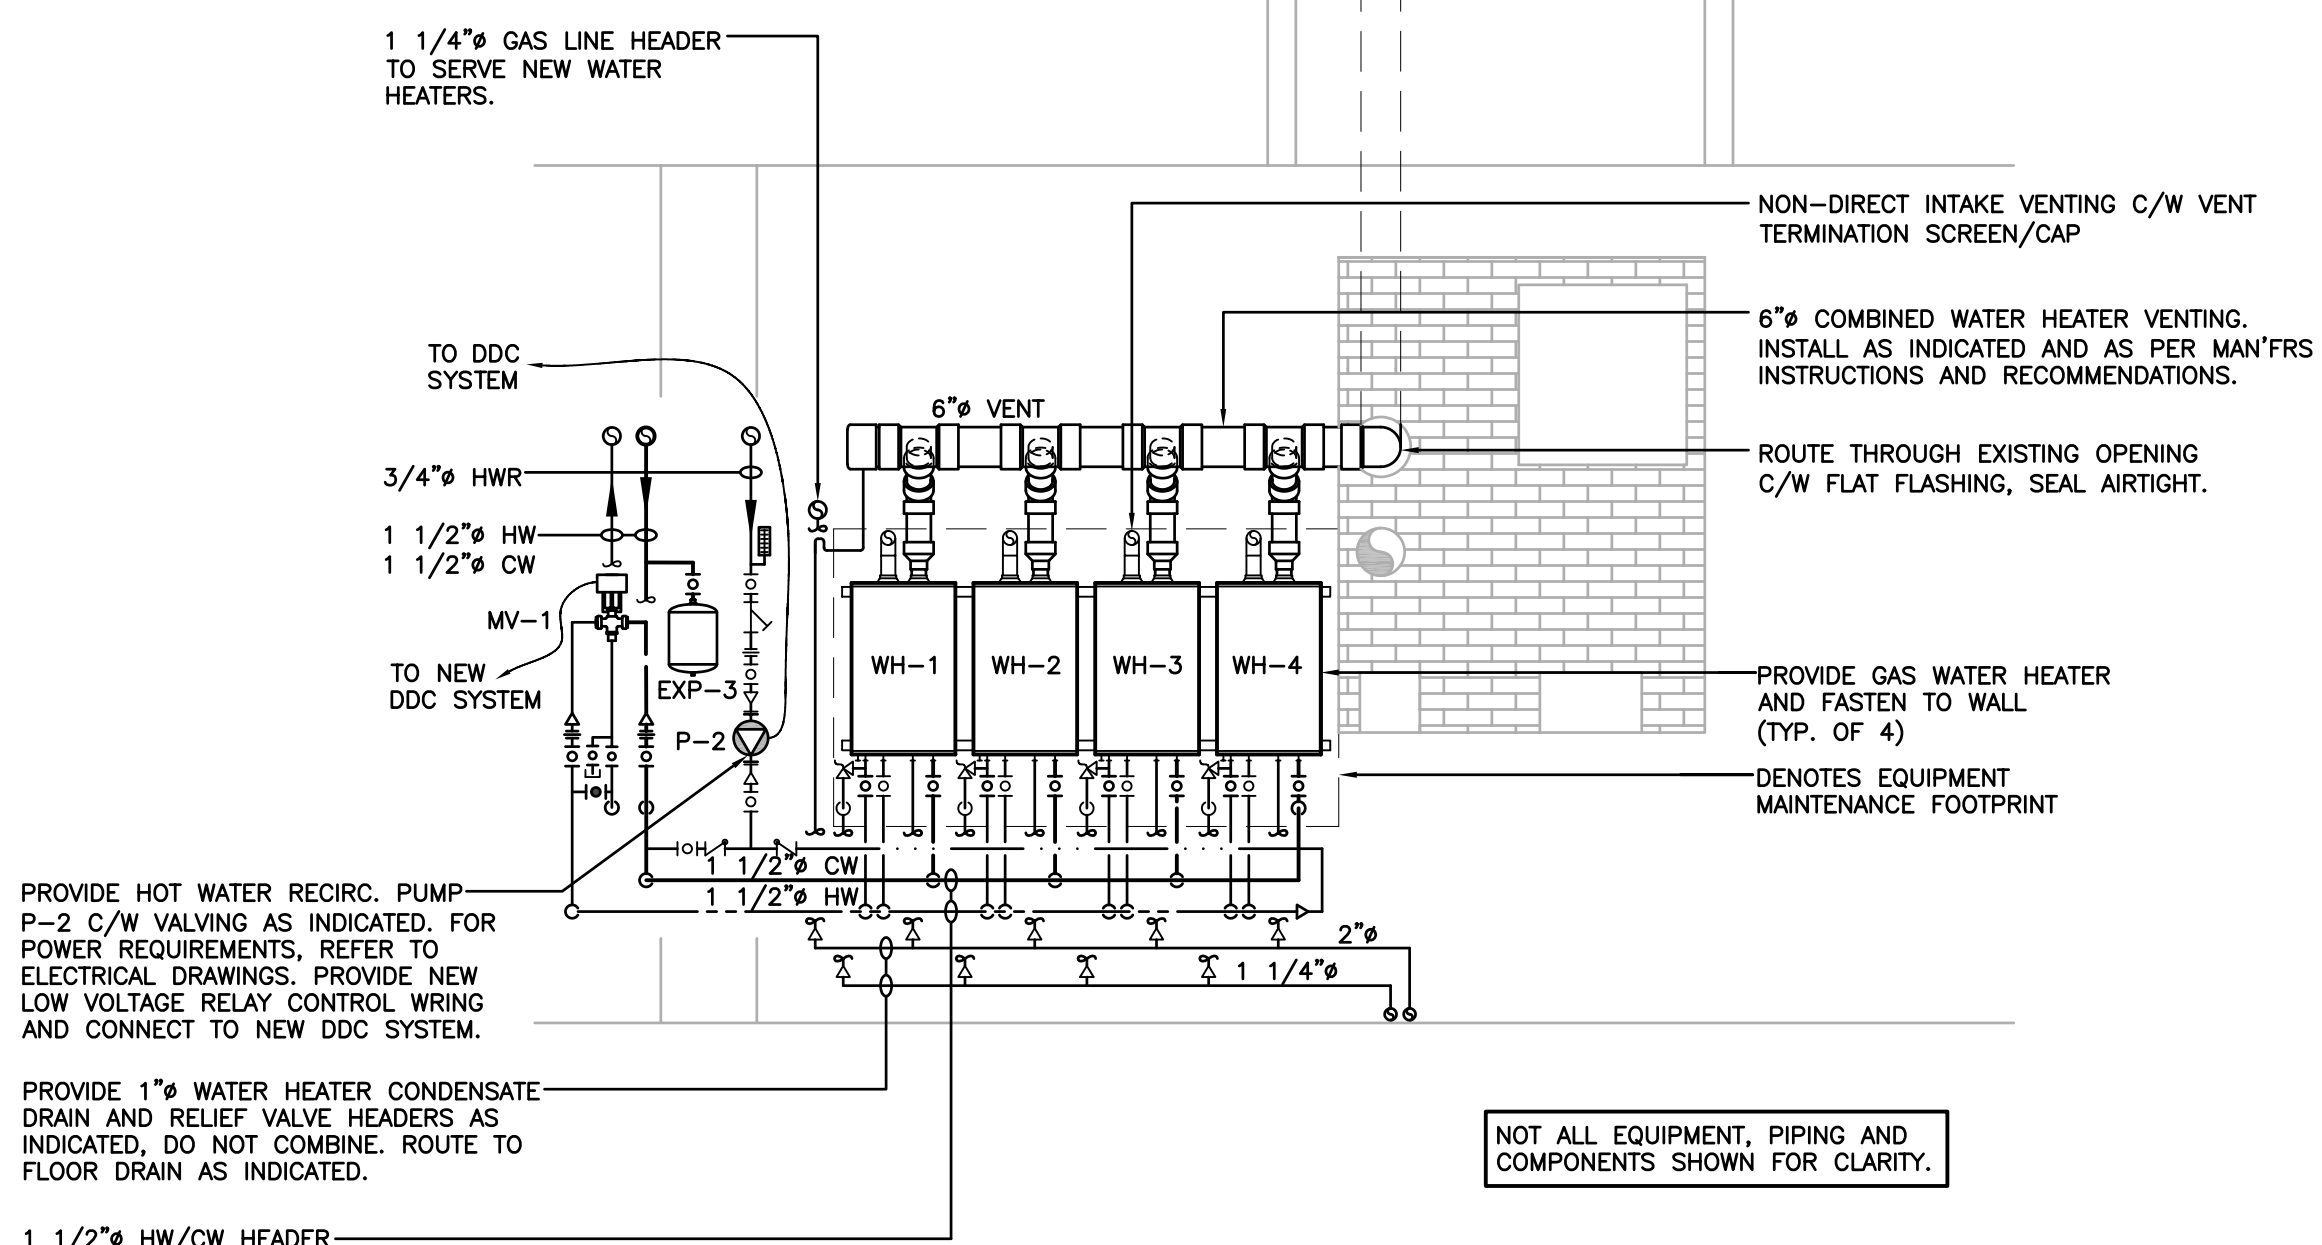 1 1/4"ø GAS LINE HEADER
TO SERVE NEW WATER
HEATERS.
NON-DIRECT INTAKE VENTING C/W VENT
TERMINATION SCREEN/CAP
6"ø COMBINED WATER HEATER VENTING.
INSTALL AS INDICATED AND AS PER MAN'FRS
INSTRUCTIONS AND RECOMMENDATIONS.
TO DDC
SYSTEM
6"ø VENT
ROUTE THROUGH EXISTING OPENING
C/W FLAT FLASHING, SEAL AIRTIGHT.
3/4"ø HWR
1 1/2"ø HW
1 1/2"ø CW
MV-1
TO NEW
DDC SYSTEM
EXP-3
P-2
WH-1
WH-2
WH-3
WH-4
PROVIDE GAS WATER HEATER
AND FASTEN TO WALL
(TYP. OF 4)
DENOTES EQUIPMENT
MAINTENANCE FOOTPRINT
1 1/2"ø CW
1 1/2"ø HW
2"ø
1 1/4"ø
PROVIDE HOT WATER RECIRC. PUMP
P-2 C/W VALVING AS INDICATED. FOR
POWER REQUIREMENTS, REFER TO
ELECTRICAL DRAWINGS. PROVIDE NEW
LOW VOLTAGE RELAY CONTROL WRING
AND CONNECT TO NEW DDC SYSTEM.
PROVIDE 1"ø WATER HEATER CONDENSATE
DRAIN AND RELIEF VALVE HEADERS AS
INDICATED, DO NOT COMBINE. ROUTE TO
FLOOR DRAIN AS INDICATED.
NOT ALL EQUIPMENT, PIPING AND
COMPONENTS SHOWN FOR CLARITY.
1 1/2"ø HW/CW HEADER